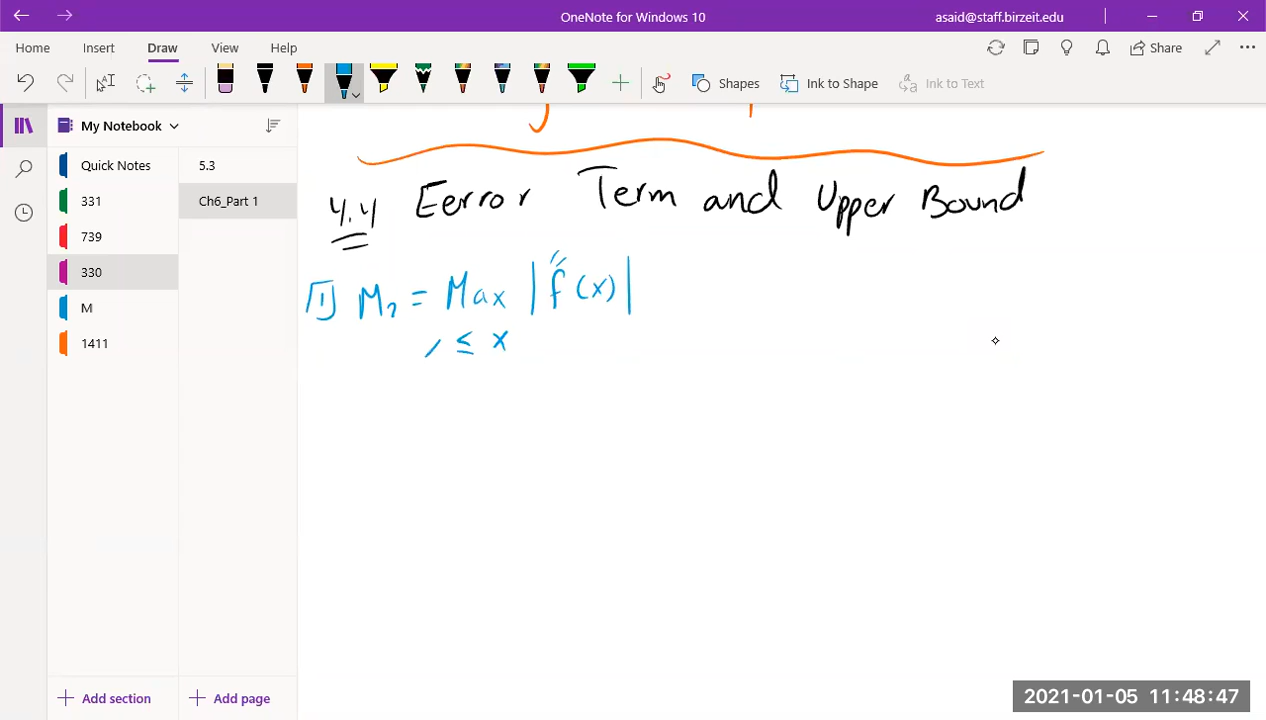 OneNote for Windows 10
asaid@staff.birzeit.edu
Home Insert Draw View Help
Share
Shapes Ink to Shape Ink to Text
My Notebook
Quick Notes
331
739
330
M
1411
5.3
Ch6_Part 1
4.4 Eerror Term and Upper Bound
1 M2 = Max |f''(x)|
≤ x
Add section
Add page
2021-01-05 11:48:47